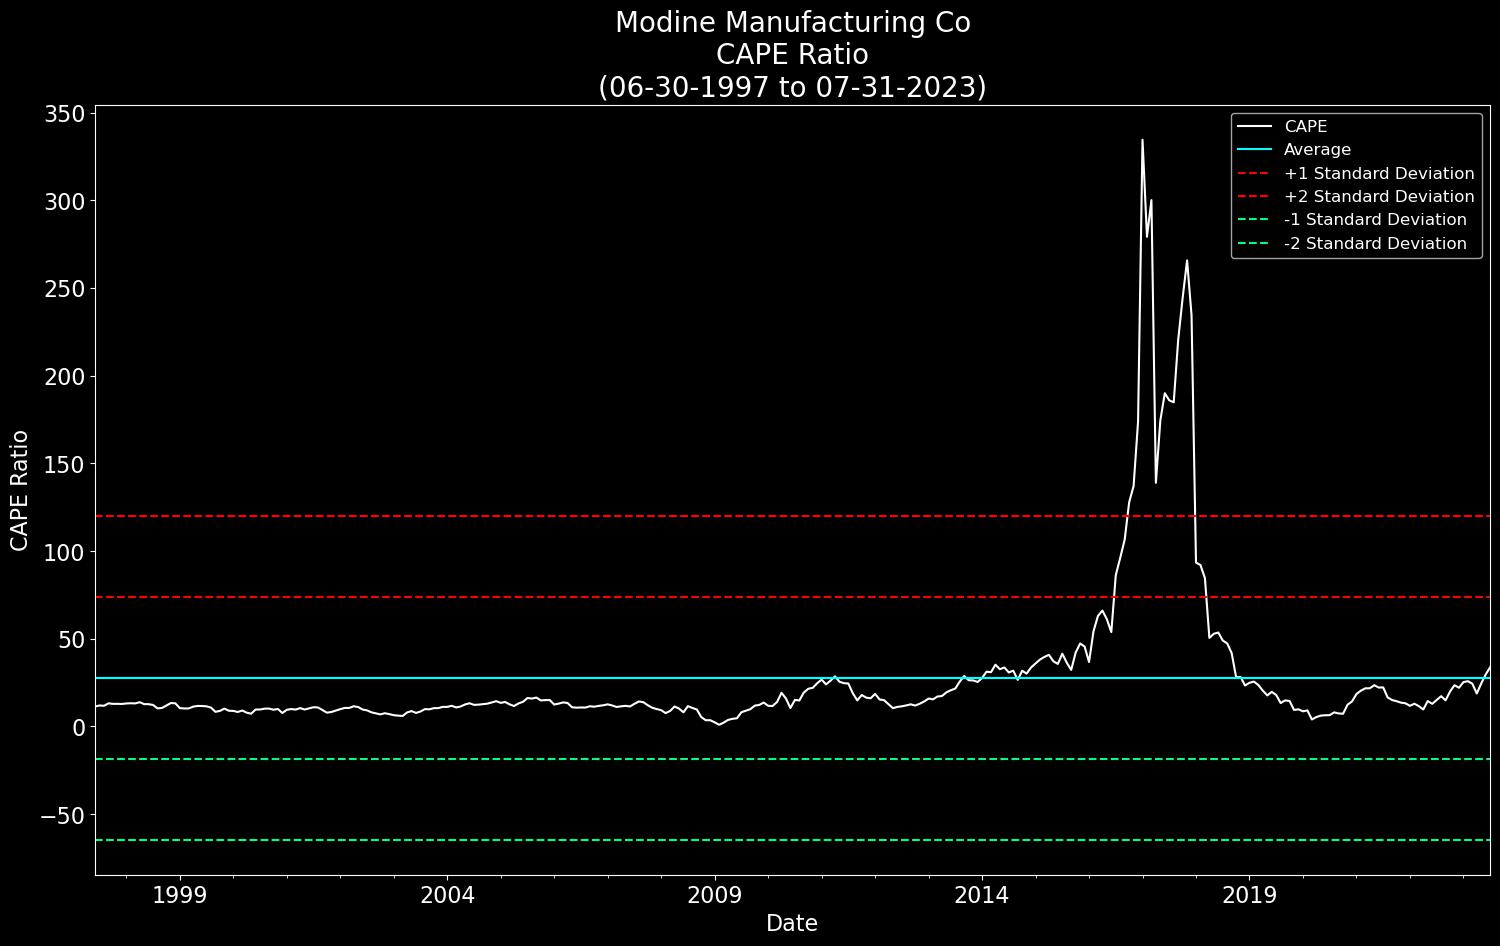 Modine Manufacturing Co
CAPE Ratio
(06-30-1997 to 07-31-2023)
350
300
250
200
150
100
50
0
−50
CAPE Ratio
CAPE
Average
+1 Standard Deviation
+2 Standard Deviation
-1 Standard Deviation
-2 Standard Deviation
1999
2004
2009
2014
2019
Date